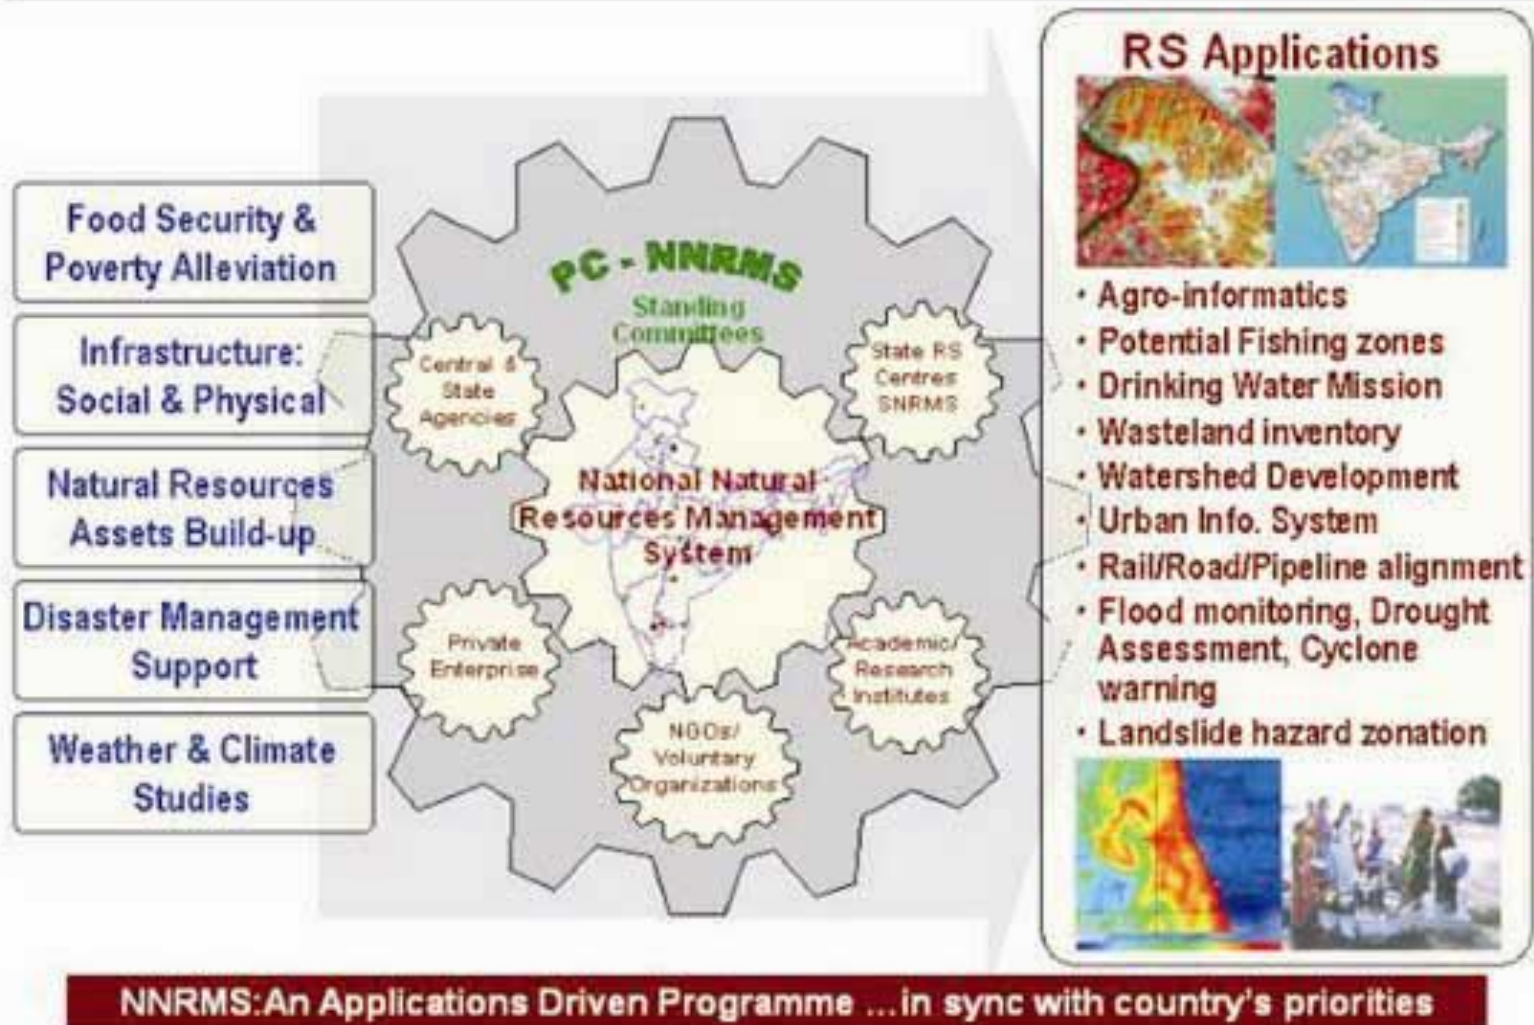 Food Security &
Poverty Alleviation
Infrastructure:
Social & Physical
Natural Resources
Assets Build-up
Disaster Management
Support
Weather & Climate
Studies
PC - NNRMS
Standing
Committees
Central &
State
Agencies
State RS
Centres
SNRMS
National Natural
Resources Management
System
Private
Enterprise
Academic/
Research
Institutes
NGOs/
Voluntary
Organizations
RS Applications
• Agro-informatics
• Potential Fishing zones
• Drinking Water Mission
• Wasteland inventory
• Watershed Development
• Urban Info. System
• Rail/Road/Pipeline alignment
• Flood monitoring, Drought
Assessment, Cyclone
warning
• Landslide hazard zonation
NNRMS:An Applications Driven Programme ...in sync with country's priorities